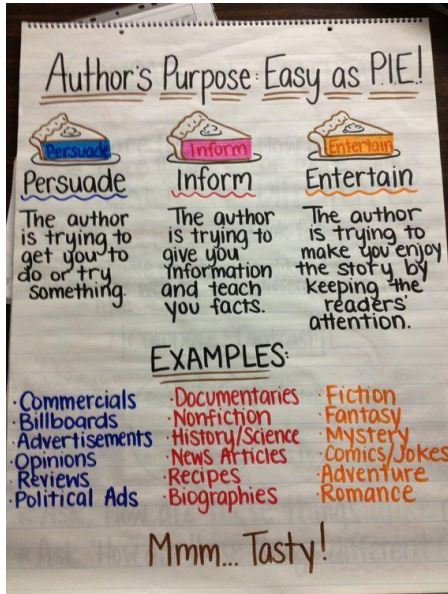 Author's Purpose: Easy as P.I.E.!
Persuade
Inform
Entertain
Persuade
The author
is trying to
get you to
do or try
something.
Inform
The author
is trying to
give you
information
and teach
you facts.
Entertain
The author
is trying to
make you enjoy
the story by
keeping the
readers'
attention.
EXAMPLES:
·Commercials
·Billboards
·Advertisements
·Opinions
·Reviews
·Political Ads
·Documentaries
·Nonfiction
·History/Science
·News Articles
·Recipes
·Biographies
·Fiction
·Fantasy
·Mystery
·Comics/Jokes
·Adventure
·Romance
Mmm... Tasty!